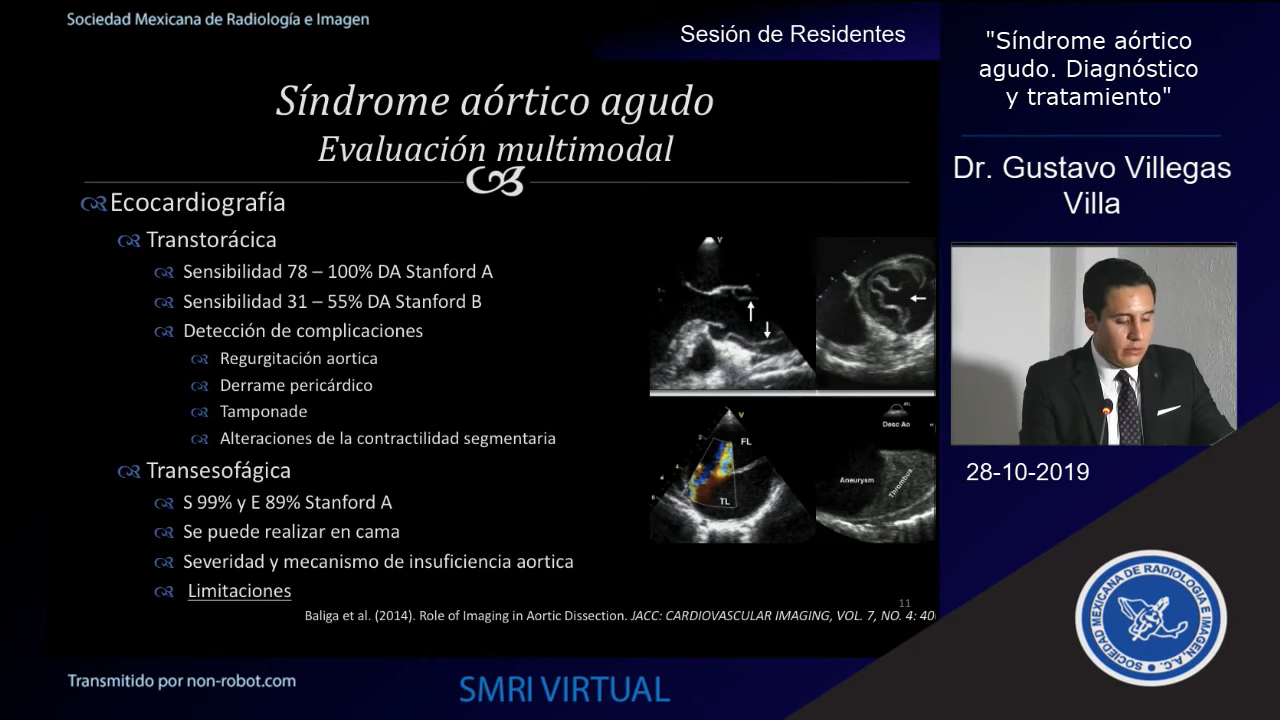 Sociedad Mexicana de Radiología e Imagen
Sesión de Residentes
"Síndrome aórtico
agudo. Diagnóstico
y tratamiento"
Síndrome aórtico agudo
Evaluación multimodal
Dr. Gustavo Villegas
Villa
Ecocardiografía
Transtorácica
Sensibilidad 78 – 100% DA Stanford A
Sensibilidad 31 – 55% DA Stanford B
Detección de complicaciones
Regurgitación aortica
Derrame pericárdico
Tamponade
Alteraciones de la contractilidad segmentaria
Transesofágica
S 99% y E 89% Stanford A
Se puede realizar en cama
Severidad y mecanismo de insuficiencia aortica
Limitaciones
V
V
FL
TL
Desc Ao
Aneurysm
Thrombus
11
Baliga et al. (2014). Role of Imaging in Aortic Dissection. JACC: CARDIOVASCULAR IMAGING, VOL. 7, NO. 4: 40
28-10-2019
SOCIEDAD MEXICANA DE RADIOLOGIA E IMAGEN, A.C.
Transmitido por non-robot.com
SMRI VIRTUAL